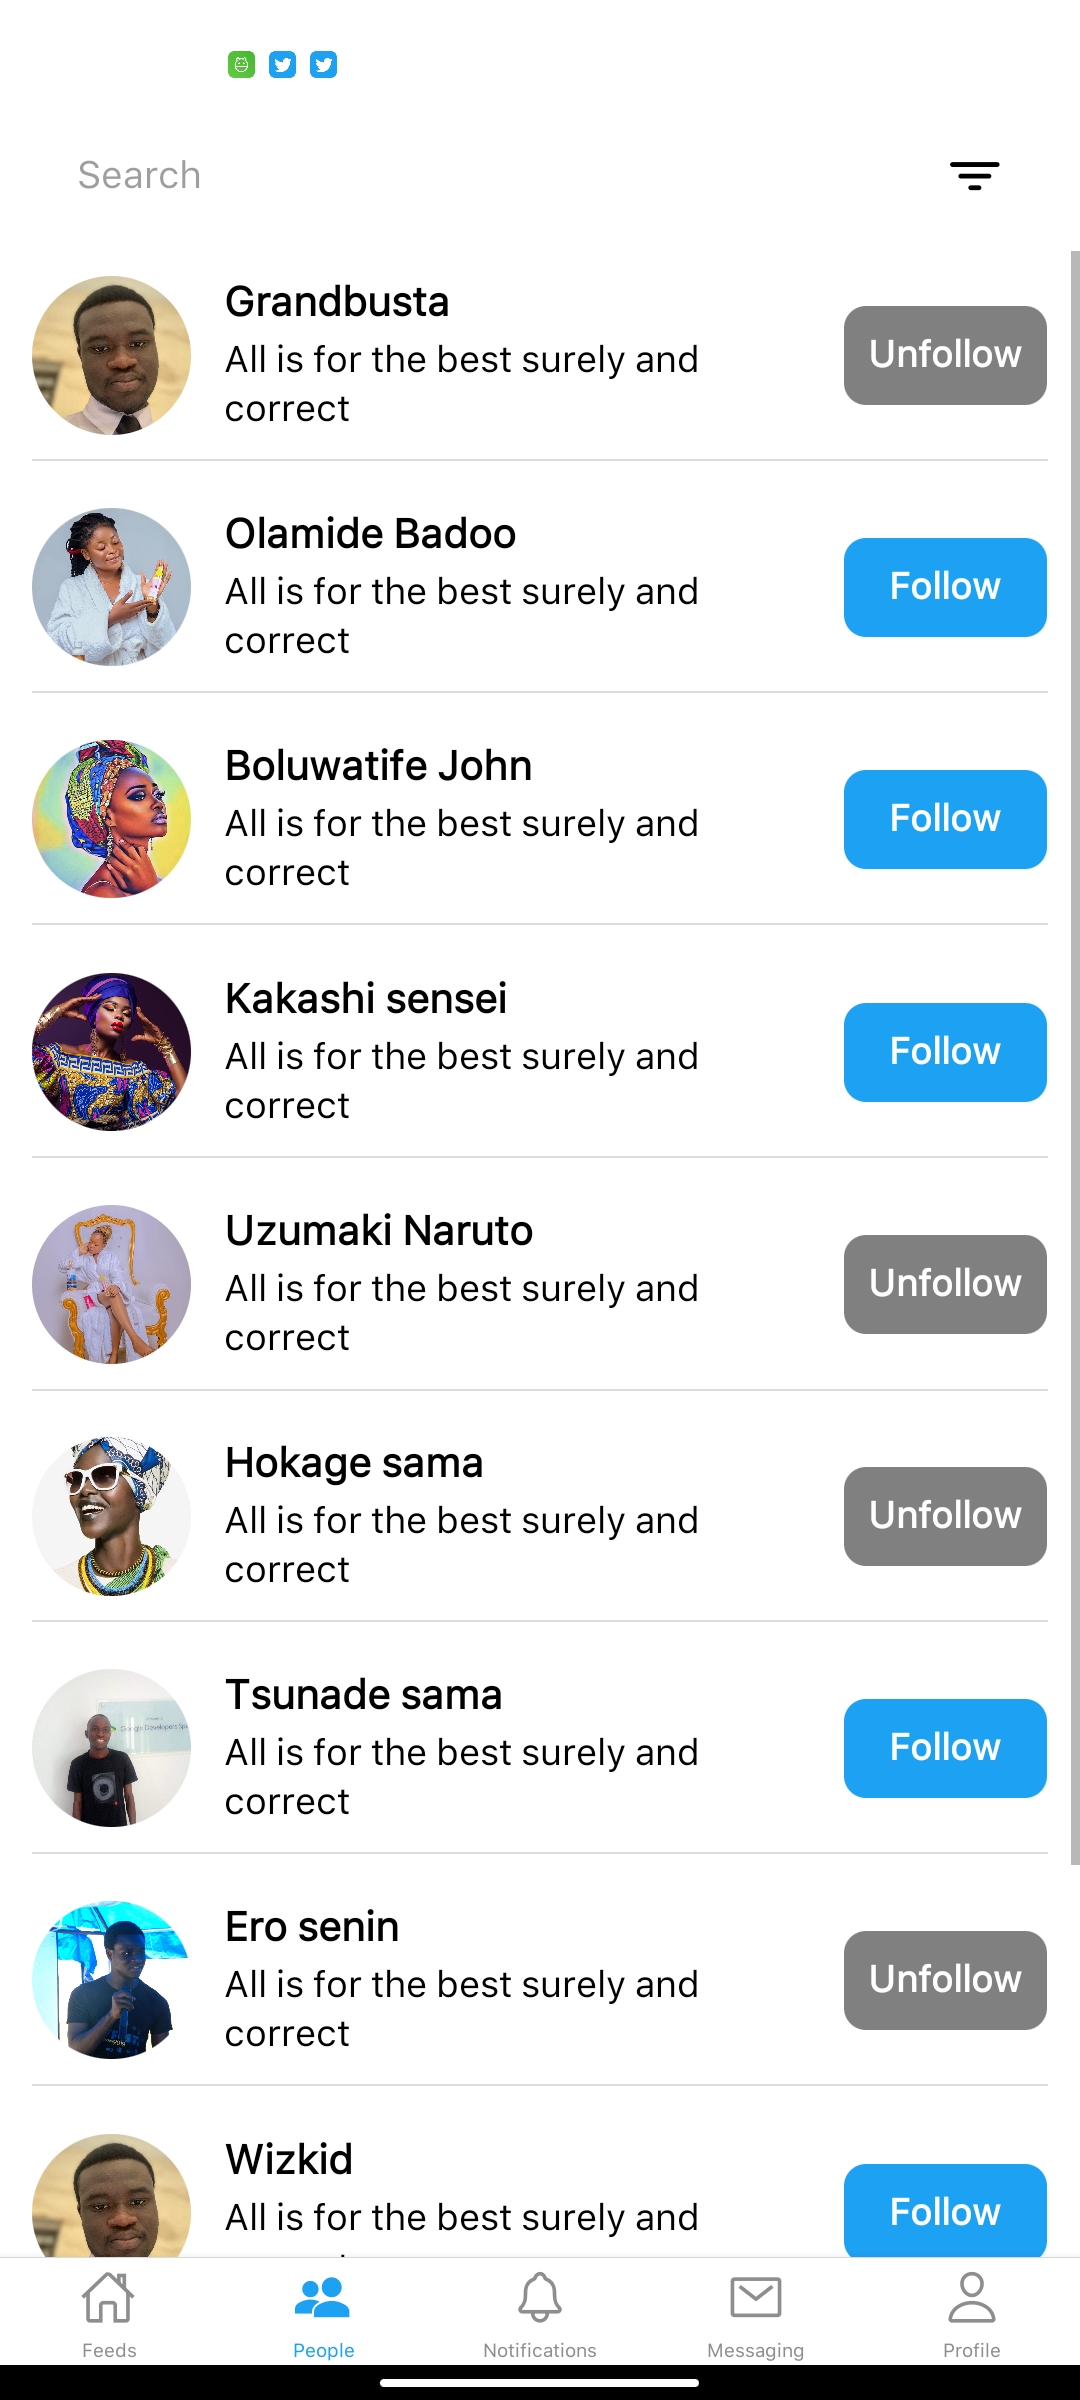 Search
Grandbusta
All is for the best surely and
correct
Unfollow
Olamide Badoo
All is for the best surely and
correct
Follow
Boluwatife John
All is for the best surely and
correct
Follow
Kakashi sensei
All is for the best surely and
correct
Follow
Uzumaki Naruto
All is for the best surely and
correct
Unfollow
Hokage sama
All is for the best surely and
correct
Unfollow
Tsunade sama
All is for the best surely and
correct
Follow
Ero senin
All is for the best surely and
correct
Unfollow
Wizkid
All is for the best surely and
Follow
Feeds
People
Notifications
Messaging
Profile